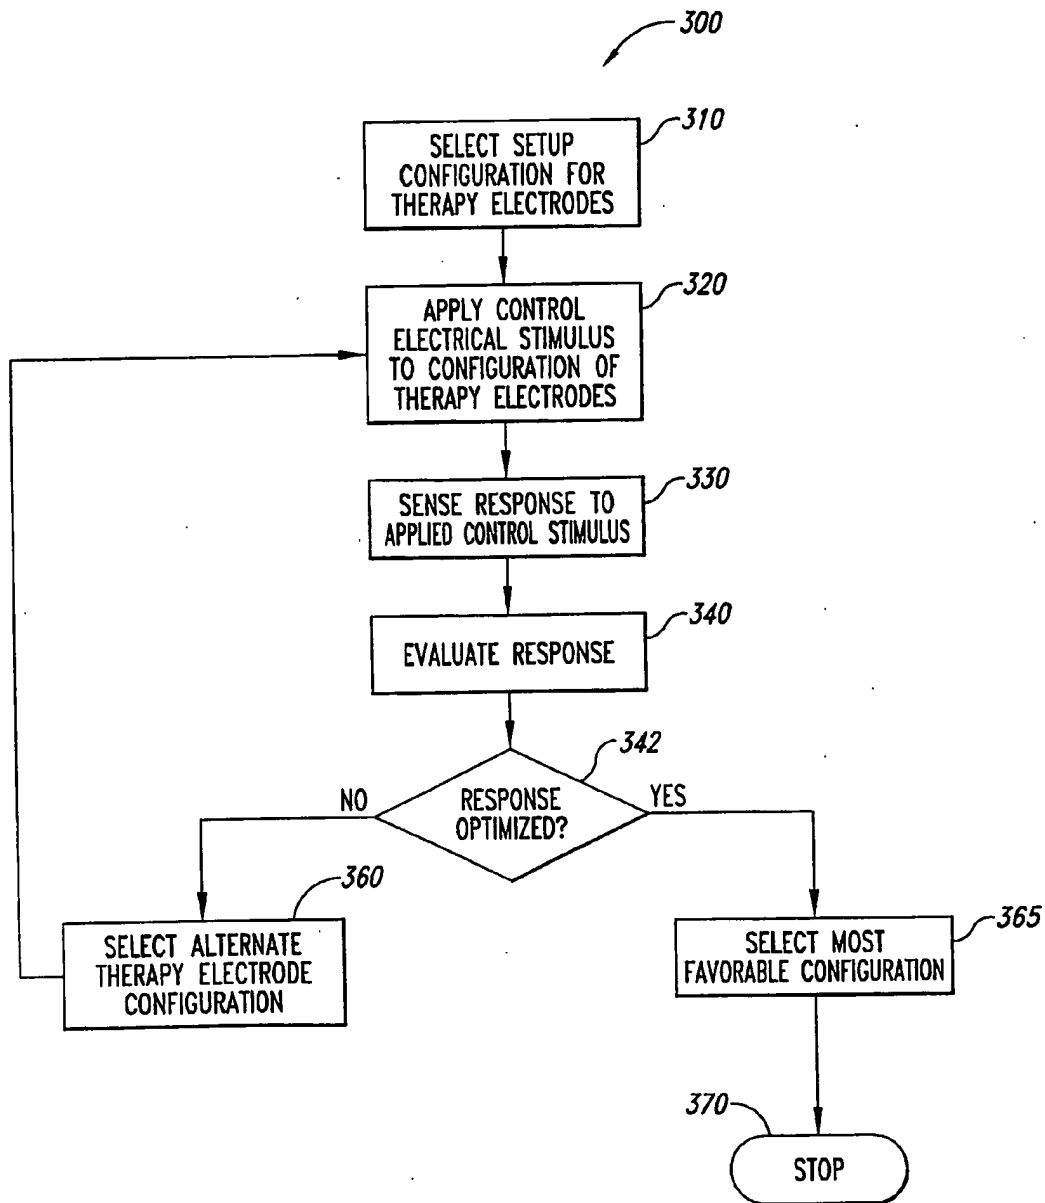 300
310
SELECT SETUP
CONFIGURATION FOR
THERAPY ELECTRODES
320
APPLY CONTROL
ELECTRICAL STIMULUS
TO CONFIGURATION OF
THERAPY ELECTRODES
330
SENSE RESPONSE TO
APPLIED CONTROL STIMULUS
340
EVALUATE RESPONSE
342
NO
RESPONSE
OPTIMIZED?
YES
360
SELECT ALTERNATE
THERAPY ELECTRODE
CONFIGURATION
365
SELECT MOST
FAVORABLE CONFIGURATION
370
STOP